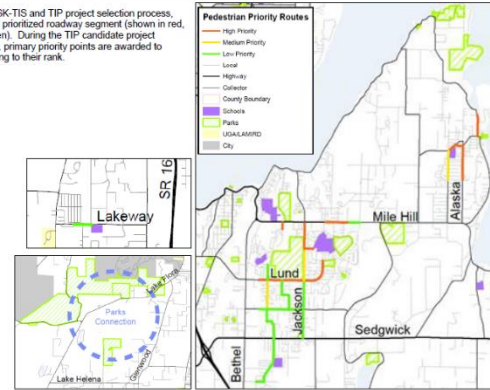 SK-TIS and TIP project selection process,
prioritized roadway segment (shown in red,
en). During the TIP candidate project
, primary priority points are awarded to
ng to their rank.
Pedestrian Priority Routes
High Priority
Medium Priority
Low Priority
Local
Highway
Collector
County Boundary
Schools
Parks
UGA/LAMIRD
City
Lakeway
SR 16
Parks
Connection
Lake Flora
Glenwood
Lake Helena
Mile Hill
Alaska
Lund
Jackson
Sedgwick
Bethel